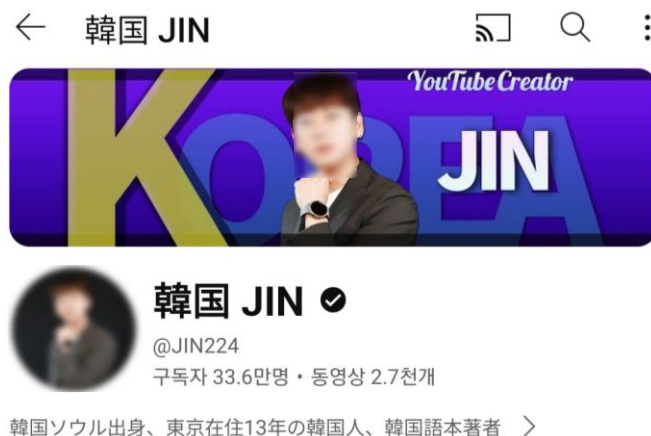 韓国 JIN
YouTube Creator
KOREA
JIN
韓国 JIN
@JIN224
구독자 33.6만명 • 동영상 2.7천개
韓国ソウル出身、東京在住13年の韓国人、韓国語本著者